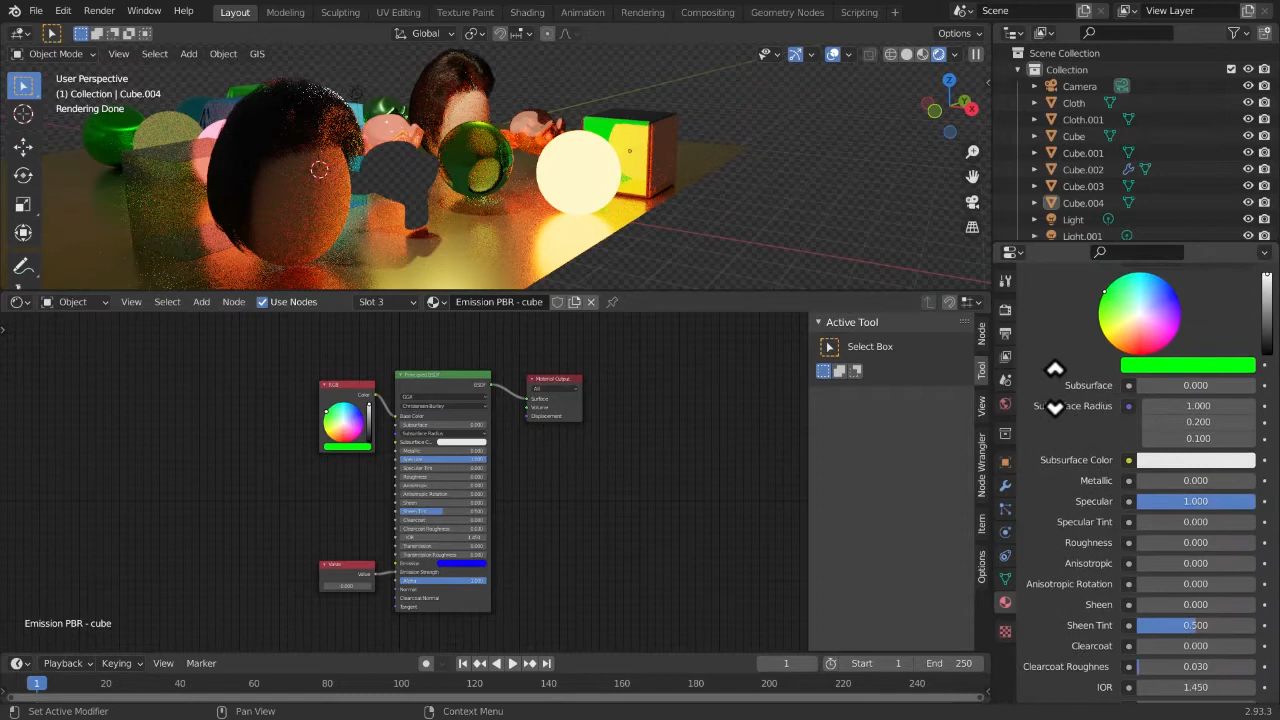 File Edit Render Window Help Layout Modeling Sculpting UV Editing Texture Paint Shading Animation Rendering Compositing Geometry Nodes Scripting Scene View Layer
Global Options
Object Mode View Select Add Object GIS
User Perspective
(1) Collection | Cube.004
Rendering Done
Scene Collection
Collection
Camera
Cloth
Cloth.001
Cube
Cube.001
Cube.002
Cube.003
Cube.004
Light
Light.001
Object View Select Add Node Use Nodes Slot 3 Emission PBR - cube
Active Tool
Select Box
Node
Tool
View
Node Wrangler
Item
Options
RGB
Color
Principled BSDF
BSDF
GGX
Christensen-Burley
Base Color
Subsurface 0.000
Subsurface Radius
Subsurface C...
Metallic 0.000
Specular 1.000
Specular Tint 0.000
Roughness 0.000
Anisotropic 0.000
Anisotropic Rotation 0.000
Sheen 0.000
Sheen Tint 0.500
Clearcoat 0.000
Clearcoat Roughness 0.030
IOR 1.450
Transmission 0.000
Transmission Roughness 0.000
Emission
Emission Strength
Alpha 1.000
Normal
Clearcoat Normal
Tangent
Material Output
All
Surface
Volume
Displacement
Value
Value
0.000
Emission PBR - cube
Subsurface 0.000
Radius 1.000
0.200
0.100
Subsurface Color
Metallic 0.000
Specular 1.000
Specular Tint 0.000
Roughness 0.000
Anisotropic 0.000
Anisotropic Rotation 0.000
Sheen 0.000
Sheen Tint 0.500
Clearcoat 0.000
Clearcoat Roughnes 0.030
IOR 1.450
Playback Keying View Marker 1 Start 1 End 250
1 20 40 60 80 100 120 140 160 180 200 220 240
Set Active Modifier Pan View Context Menu 2.93.3